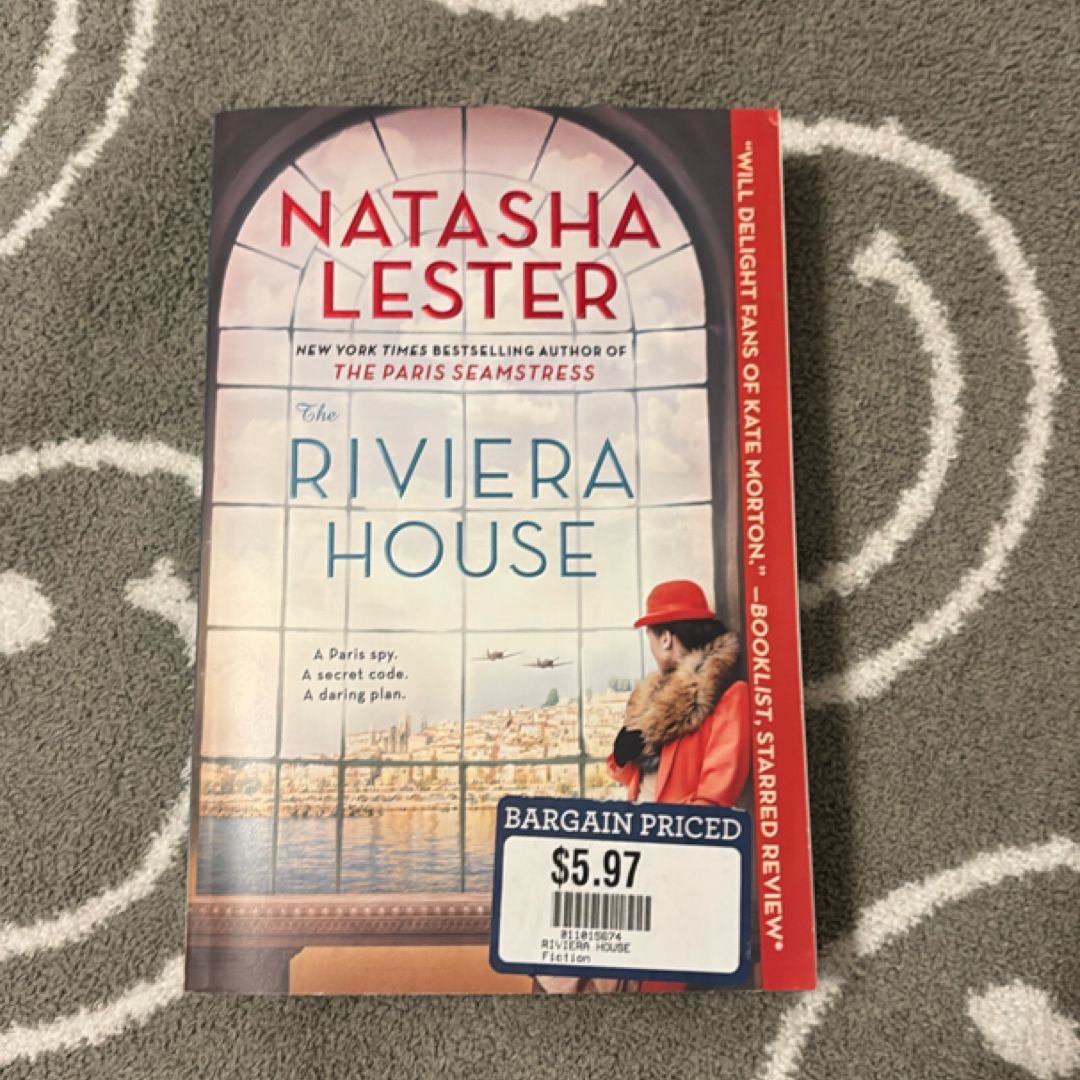 NATASHA
LESTER
NEW YORK TIMES BESTSELLING AUTHOR OF
THE PARIS SEAMSTRESS
The
RIVIERA
HOUSE
A Paris spy.
A secret code.
A daring plan.
BARGAIN PRICED
$5.97
011015674
RIVIERA HOUSE
Fiction
"WILL DELIGHT FANS OF KATE MORTON." —BOOKLIST, STARRED REVIEW*